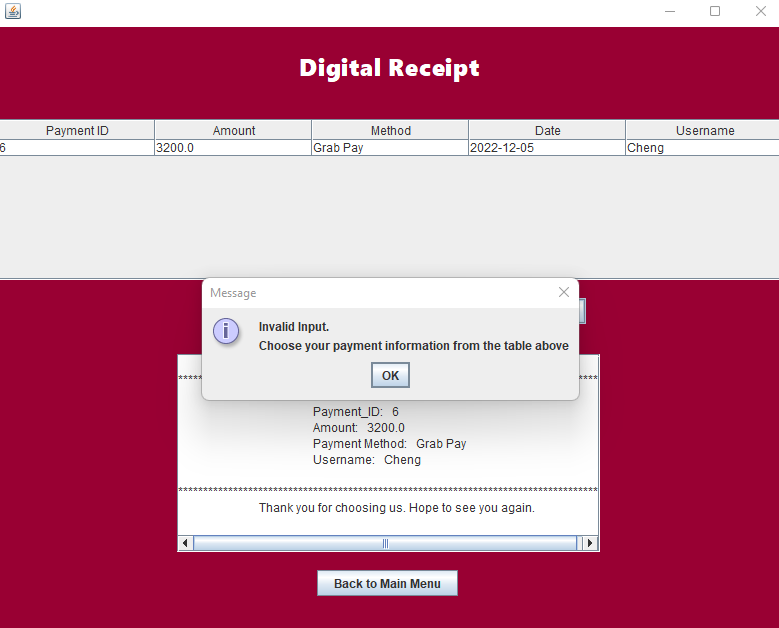 Digital Receipt
Payment ID Amount Method Date Username
6 3200.0 Grab Pay 2022-12-05 Cheng
Message
Invalid Input.
Choose your payment information from the table above
OK
**** ****
Payment_ID: 6
Amount: 3200.0
Payment Method: Grab Pay
Username: Cheng
************************************************************************************
Thank you for choosing us. Hope to see you again.
Back to Main Menu